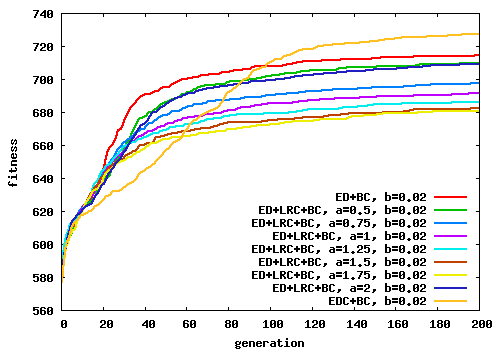 740
720
700
680
660
640
620
600
580
560
fitness
ED+BC, b=0.02
ED+LRC+BC, a=0.5, b=0.02
ED+LRC+BC, a=0.75, b=0.02
ED+LRC+BC, a=1, b=0.02
ED+LRC+BC, a=1.25, b=0.02
ED+LRC+BC, a=1.5, b=0.02
ED+LRC+BC, a=1.75, b=0.02
ED+LRC+BC, a=2, b=0.02
EDC+BC, b=0.02
0 20 40 60 80 100 120 140 160 180 200
generation